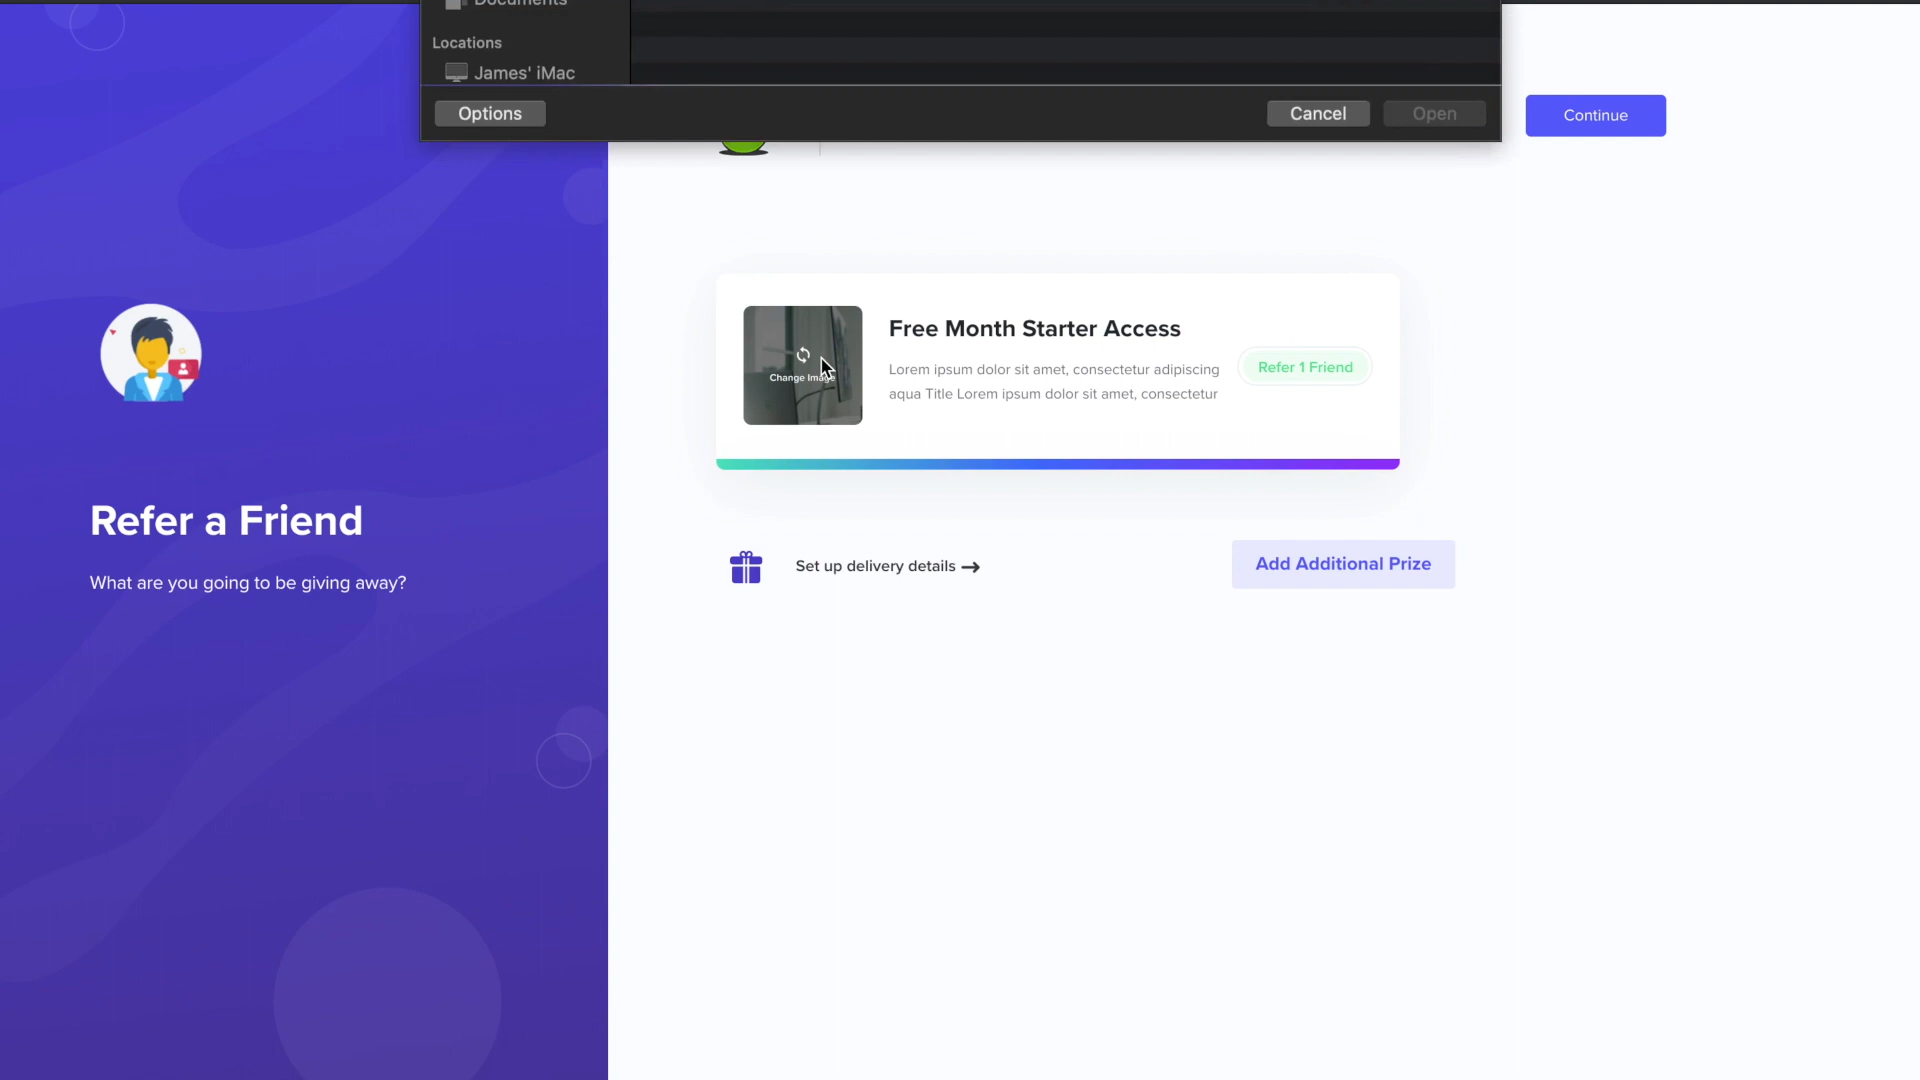 Documents
Locations
James' iMac
Options
Cancel
Open
Continue
Refer a Friend
What are you going to be giving away?
Change Image
Free Month Starter Access
Lorem ipsum dolor sit amet, consectetur adipiscing
aqua Title Lorem ipsum dolor sit amet, consectetur
Refer 1 Friend
Set up delivery details →
Add Additional Prize